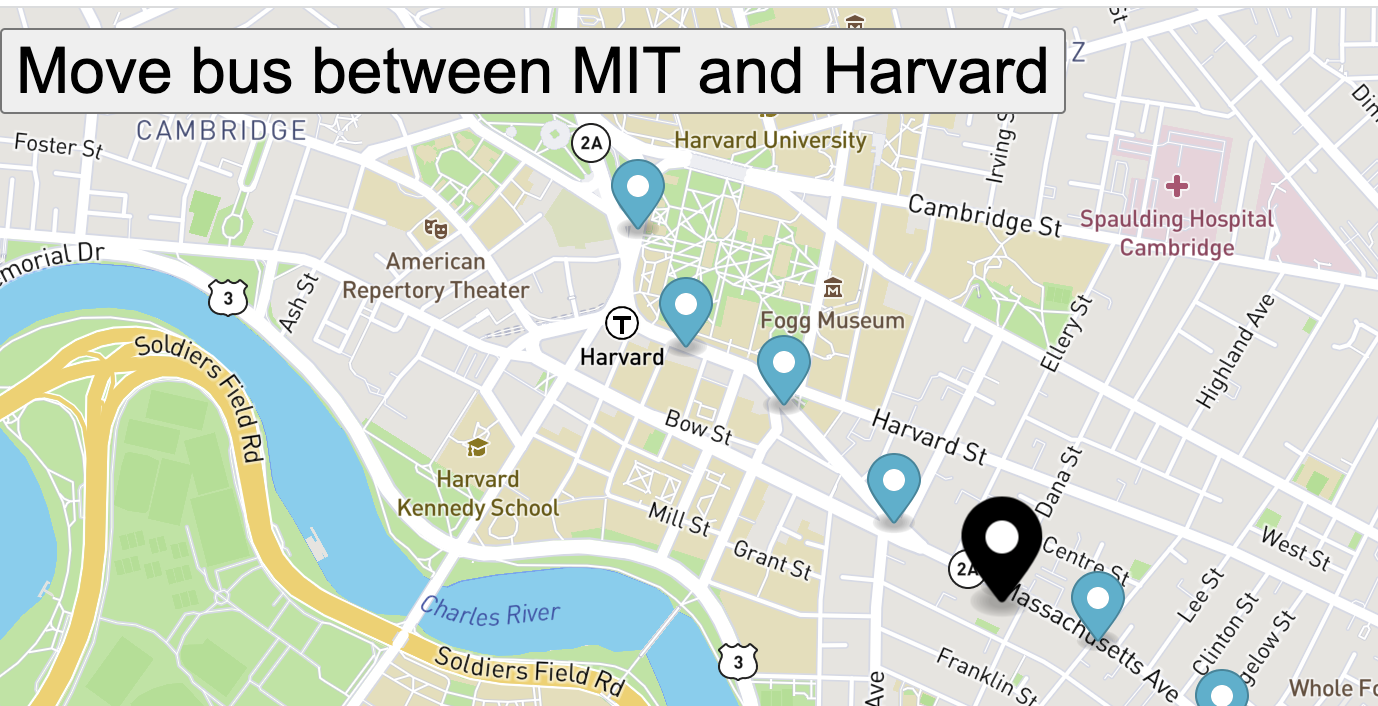 Move bus between MIT and Harvard
Z
CAMBRIDGE
Foster St
2A
Harvard University
Irving S
St
Cambridge St
Spaulding Hospital
Cambridge
morial Dr
American
Repertory Theater
3
Ash St
T
Harvard
Fogg Museum
Ellery St
Highland Ave
Soldiers Field Rd
Bow St
Harvard St
Dana St
Harvard
Kennedy School
Mill St
Grant St
Centre St
2A
West St
Massachusetts Ave
Lee St
Clinton St
gelow St
Charles River
Soldiers Field Rd
3
Franklin St
Ave
Whole Fo